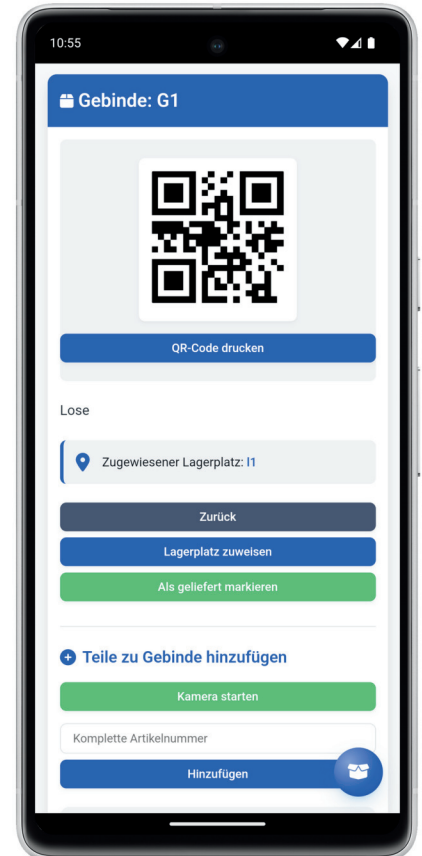 10:55
Gebinde: G1
QR-Code drucken
Lose
Zugewiesener Lagerplatz: l1
Zurück
Lagerplatz zuweisen
Als geliefert markieren
Teile zu Gebinde hinzufügen
Kamera starten
Komplette Artikelnummer
Hinzufügen